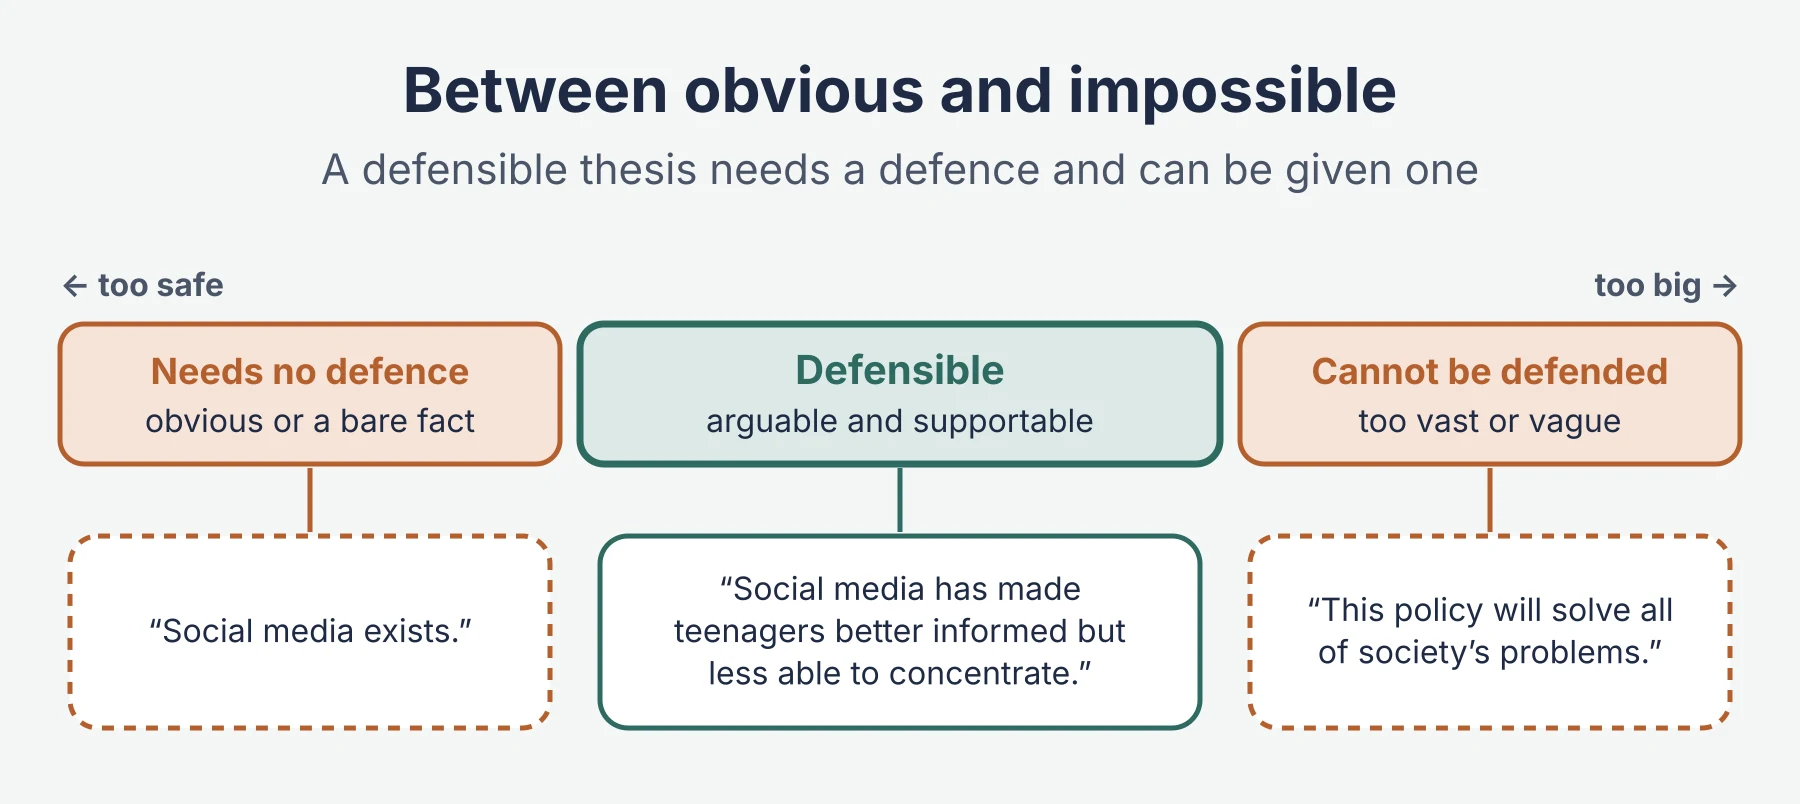 Between obvious and impossible
A defensible thesis needs a defence and can be given one
← too safe
too big →
Needs no defence
obvious or a bare fact
Defensible
arguable and supportable
Cannot be defended
too vast or vague
“Social media exists.”
“Social media has made
teenagers better informed but
less able to concentrate.”
“This policy will solve all
of society’s problems.”